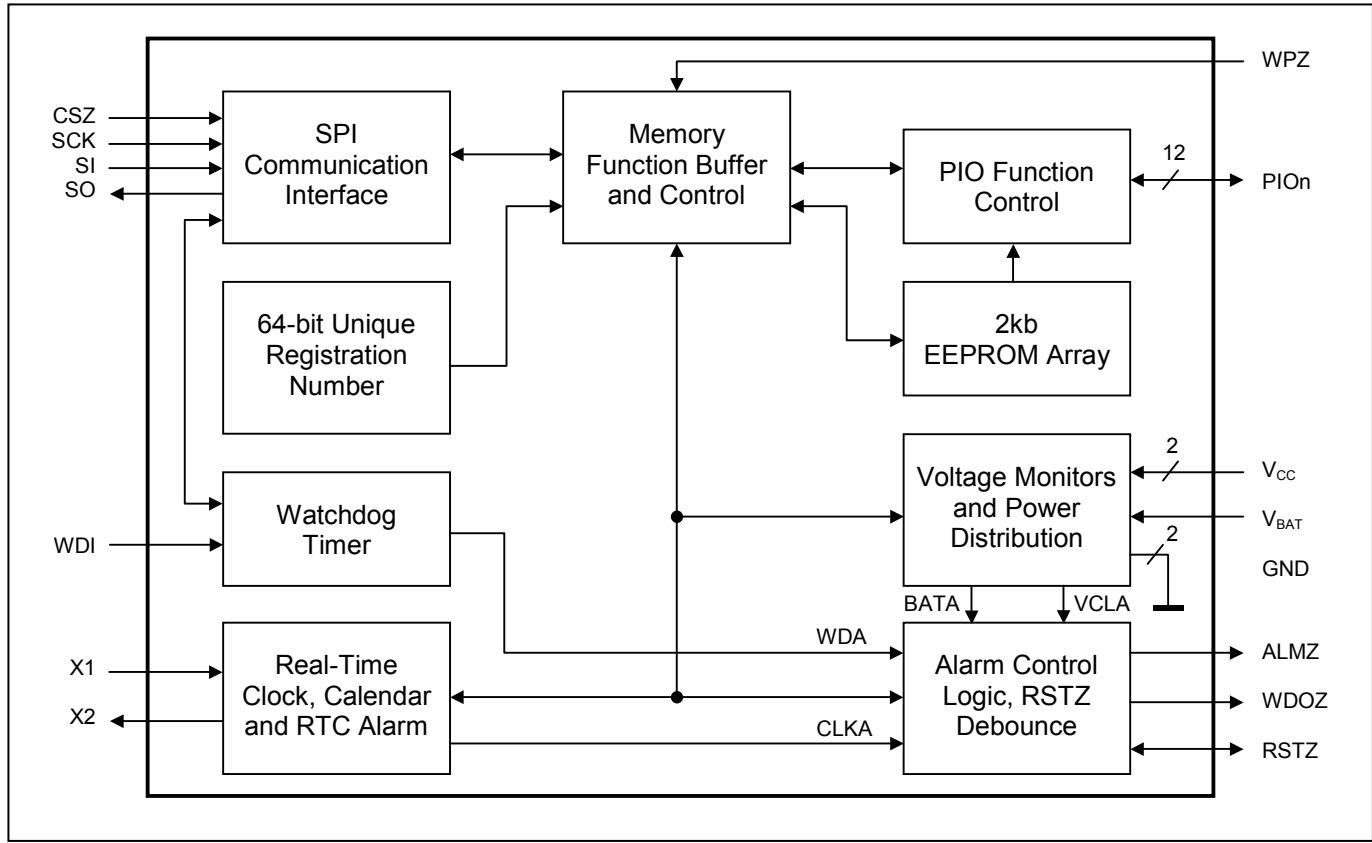 WPZ
CSZ
SCK
SI
SO
SPI
Communication
Interface
Memory
Function Buffer
and Control
PIO Function
Control
12
PIOn
64-bit Unique
Registration
Number
2kb
EEPROM Array
Watchdog
Timer
WDI
Voltage Monitors
and Power
Distribution
2
VCC
VBAT
2
GND
BATA
VCLA
WDA
X1
X2
Real-Time
Clock, Calendar
and RTC Alarm
CLKA
Alarm Control
Logic, RSTZ
Debounce
ALMZ
WDOZ
RSTZ